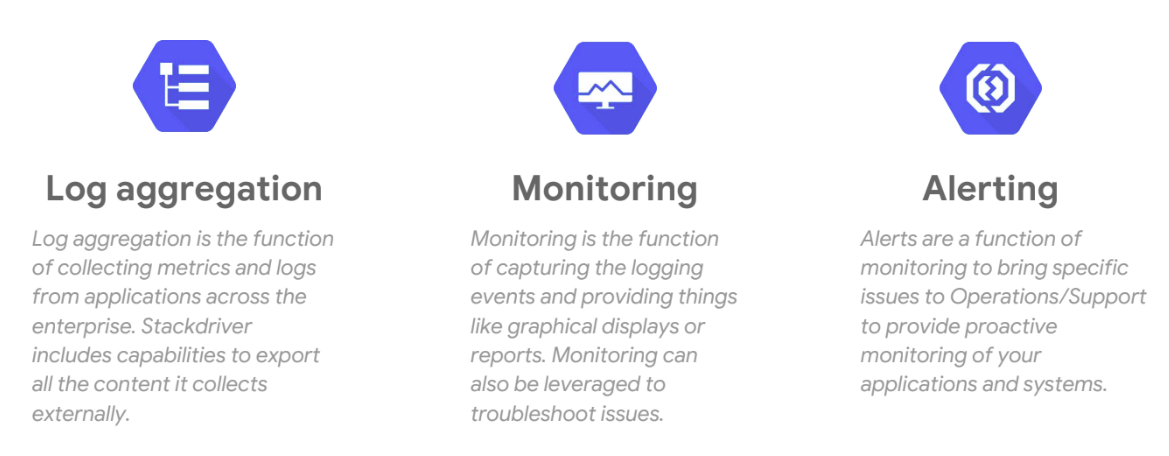 Log aggregation
Log aggregation is the function
of collecting metrics and logs
from applications across the
enterprise. Stackdriver
includes capabilities to export
all the content it collects
externally.
Monitoring
Monitoring is the function
of capturing the logging
events and providing things
like graphical displays or
reports. Monitoring can
also be leveraged to
troubleshoot issues.
Alerting
Alerts are a function of
monitoring to bring specific
issues to Operations/Support
to provide proactive
monitoring of your
applications and systems.